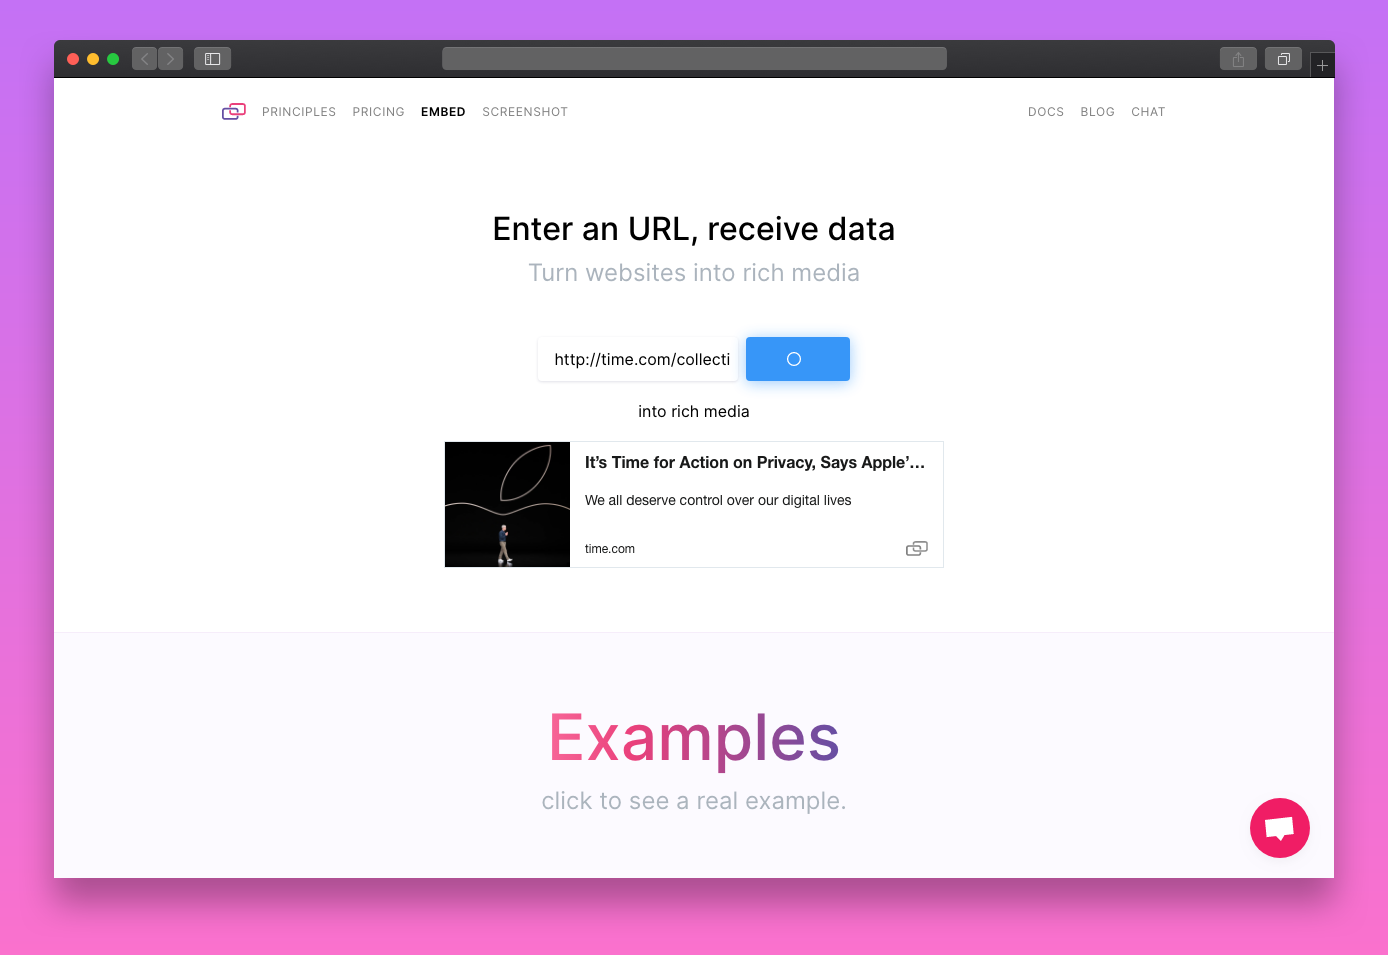 PRINCIPLES PRICING EMBED SCREENSHOT DOCS BLOG CHAT
Enter an URL, receive data
Turn websites into rich media
http://time.com/collecti
into rich media
It’s Time for Action on Privacy, Says Apple’...
We all deserve control over our digital lives
time.com
Examples
click to see a real example.